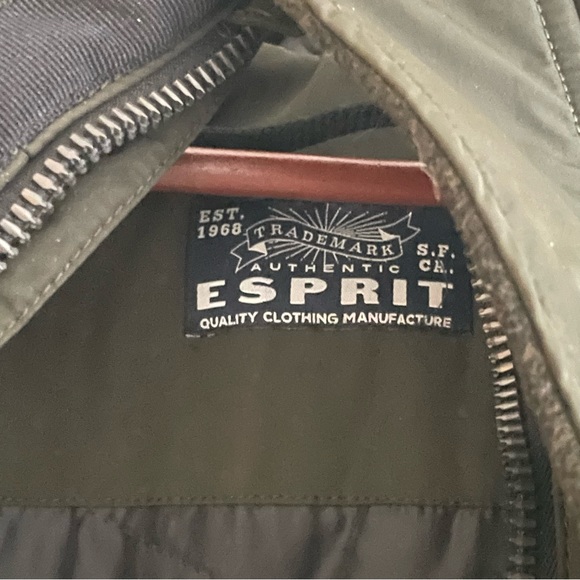 EST.
1968
TRADEMARK
S.F.
CA.
AUTHENTIC
ESPRIT
QUALITY CLOTHING MANUFACTURE